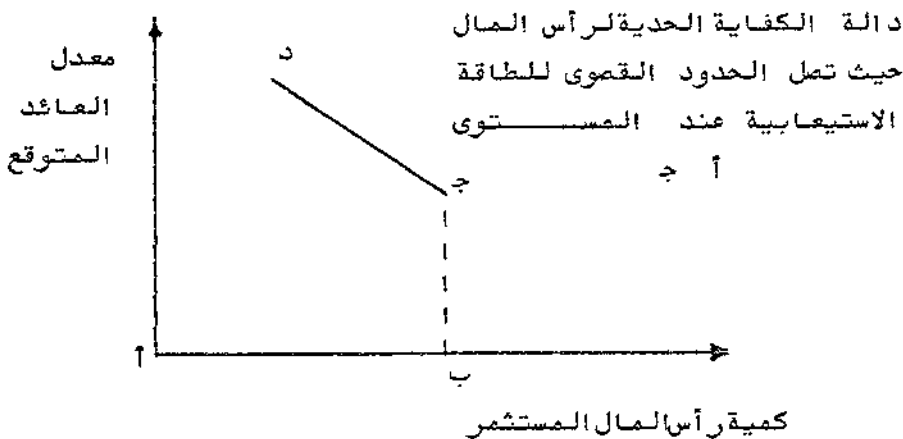 دالة الكفاية الحدية لرأس المال
حيث تصل الحدود القصوى للطاقة
الاستيعابية عند المســـــتوى
أ ج
معدل
العائد
المتوقع
د
ج
أ
ب
كمية رأس المال المستثمر